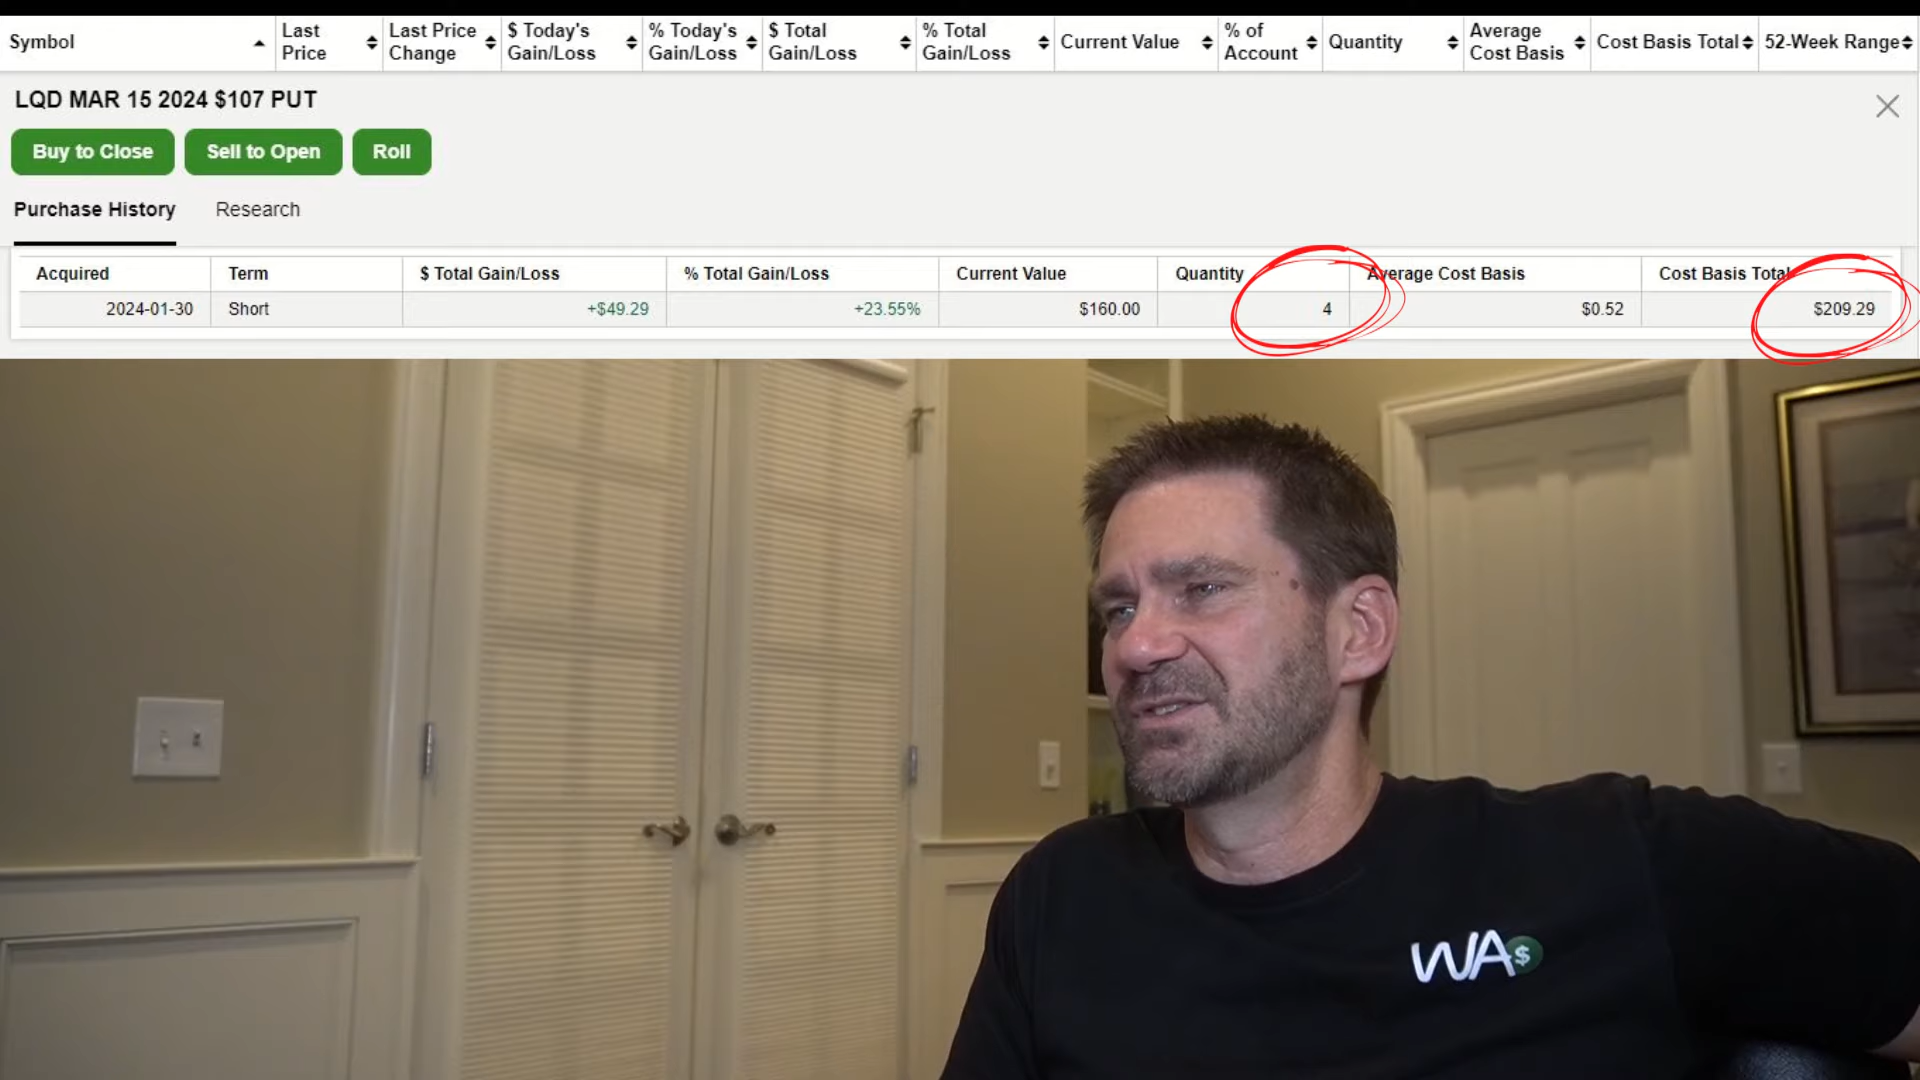 Symbol Last Price Last Price Change $ Today's Gain/Loss % Today's Gain/Loss $ Total Gain/Loss % Total Gain/Loss Current Value % of Account Quantity Average Cost Basis Cost Basis Total 52-Week Range
LQD MAR 15 2024 $107 PUT
Buy to Close Sell to Open Roll
Purchase History Research
Acquired Term $ Total Gain/Loss % Total Gain/Loss Current Value Quantity Average Cost Basis Cost Basis Total
2024-01-30 Short +$49.29 +23.55% $160.00 4 $0.52 $209.29
WA$